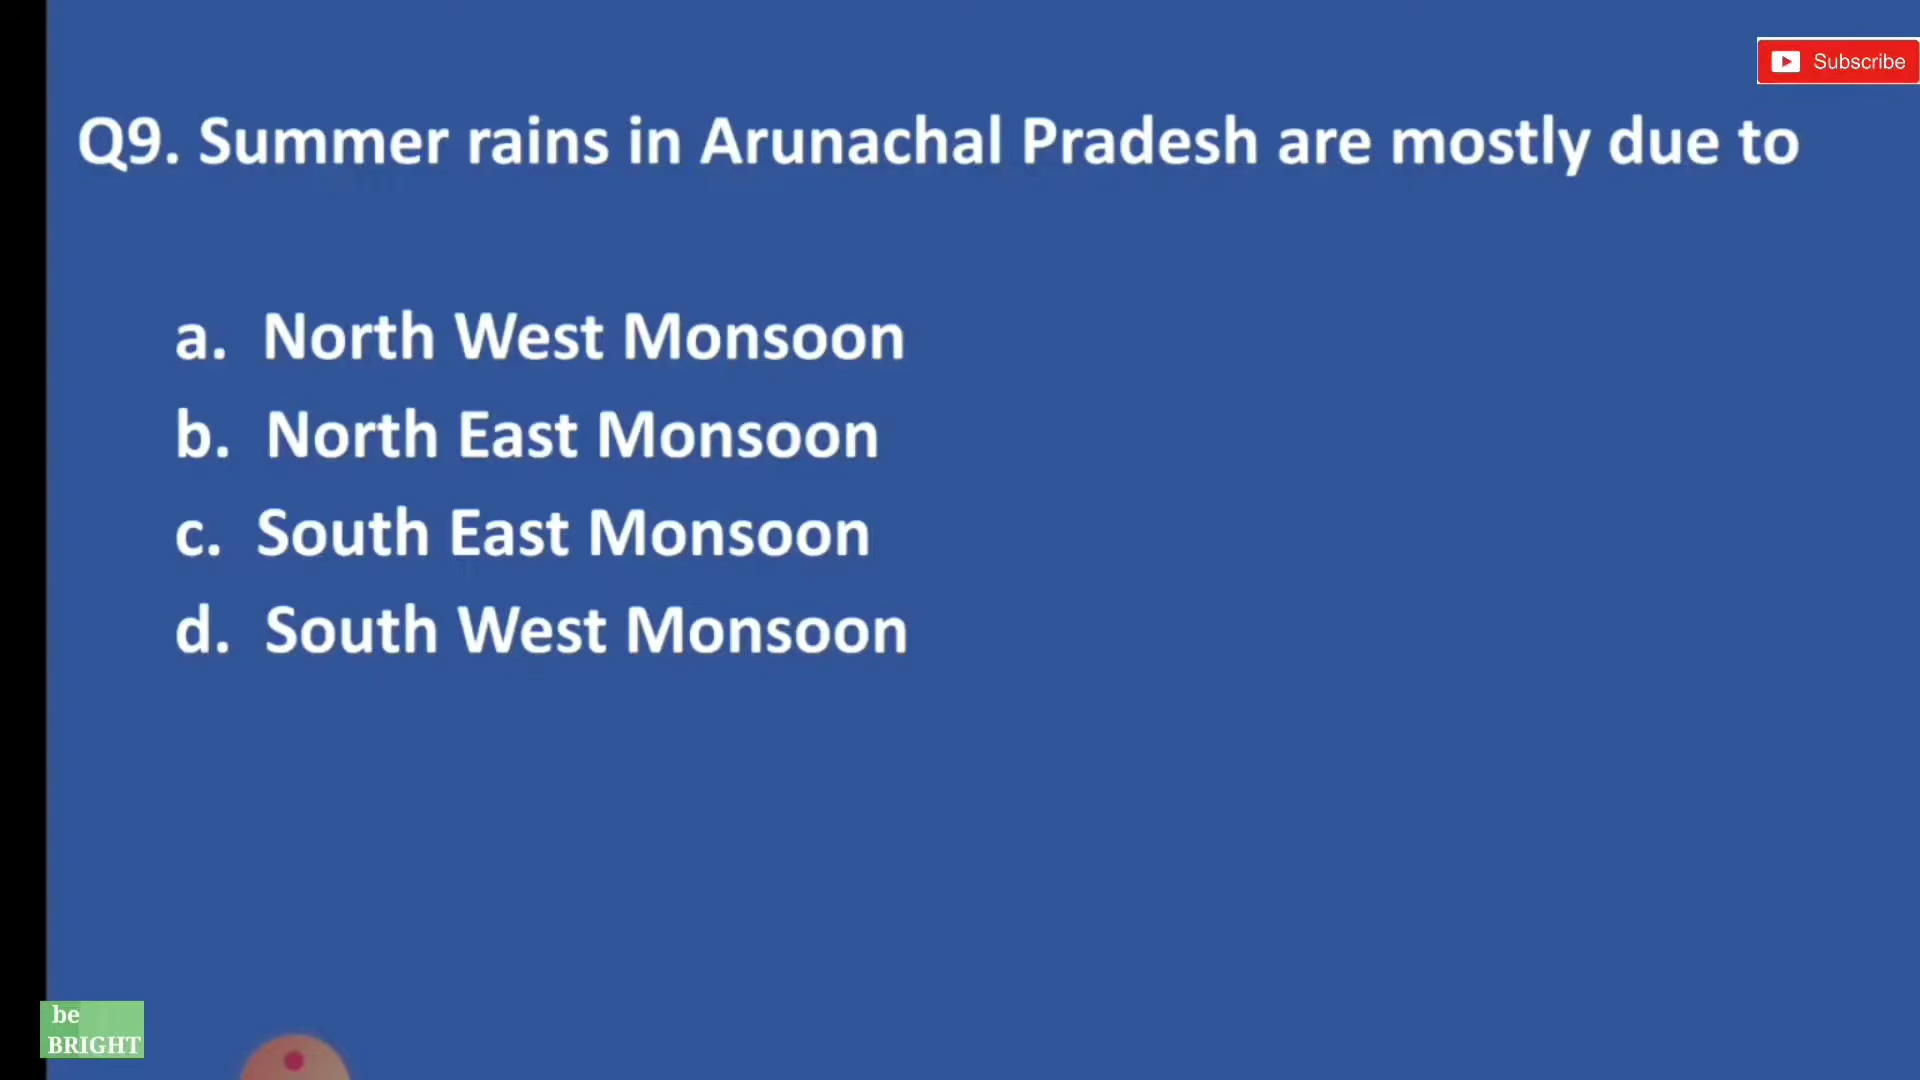 Subscribe
Q9. Summer rains in Arunachal Pradesh are mostly due to
a. North West Monsoon
b. North East Monsoon
c. South East Monsoon
d. South West Monsoon
be
BRIGHT